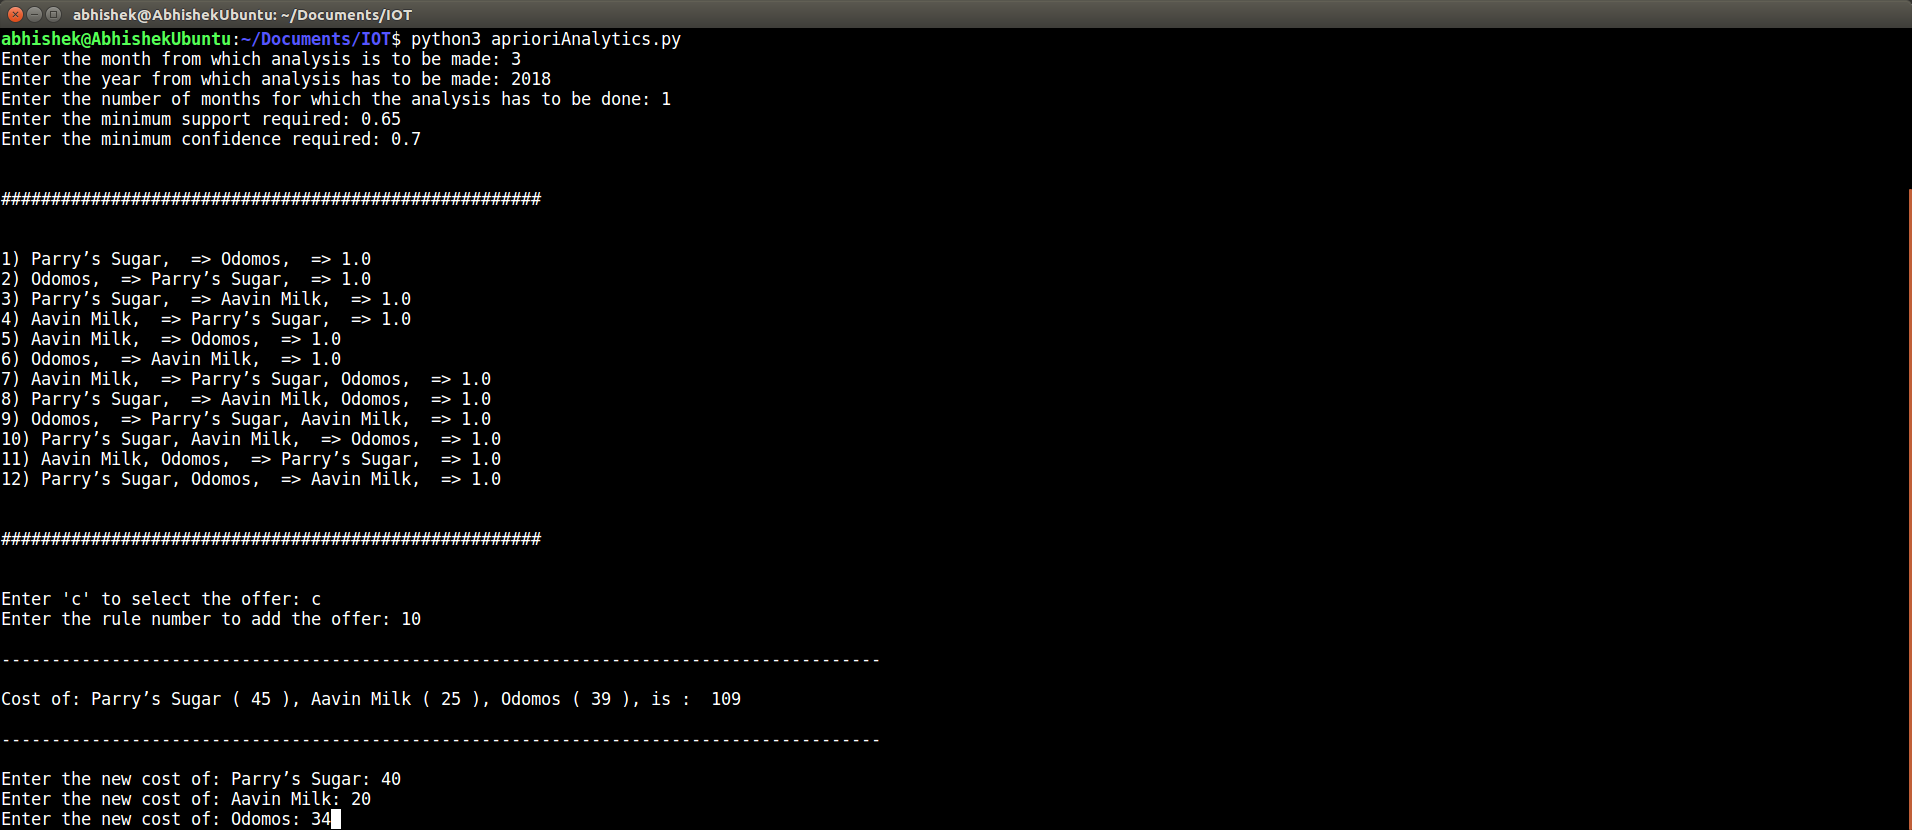 abhishek@AbhishekUbuntu: ~/Documents/IOT
abhishek@AbhishekUbuntu:~/Documents/IOT$ python3 aprioriAnalytics.py
Enter the month from which analysis is to be made: 3
Enter the year from which analysis has to be made: 2018
Enter the number of months for which the analysis has to be done: 1
Enter the minimum support required: 0.65
Enter the minimum confidence required: 0.7
######################################################
1) Parry’s Sugar,  => Odomos,  => 1.0
2) Odomos,  => Parry’s Sugar,  => 1.0
3) Parry’s Sugar,  => Aavin Milk,  => 1.0
4) Aavin Milk,  => Parry’s Sugar,  => 1.0
5) Aavin Milk,  => Odomos,  => 1.0
6) Odomos,  => Aavin Milk,  => 1.0
7) Aavin Milk,  => Parry’s Sugar, Odomos,  => 1.0
8) Parry’s Sugar,  => Aavin Milk, Odomos,  => 1.0
9) Odomos,  => Parry’s Sugar, Aavin Milk,  => 1.0
10) Parry’s Sugar, Aavin Milk,  => Odomos,  => 1.0
11) Aavin Milk, Odomos,  => Parry’s Sugar,  => 1.0
12) Parry’s Sugar, Odomos,  => Aavin Milk,  => 1.0
######################################################
Enter 'c' to select the offer: c
Enter the rule number to add the offer: 10
----------------------------------------------------------------------------------------
Cost of: Parry’s Sugar ( 45 ), Aavin Milk ( 25 ), Odomos ( 39 ), is :  109
----------------------------------------------------------------------------------------
Enter the new cost of: Parry’s Sugar: 40
Enter the new cost of: Aavin Milk: 20
Enter the new cost of: Odomos: 34